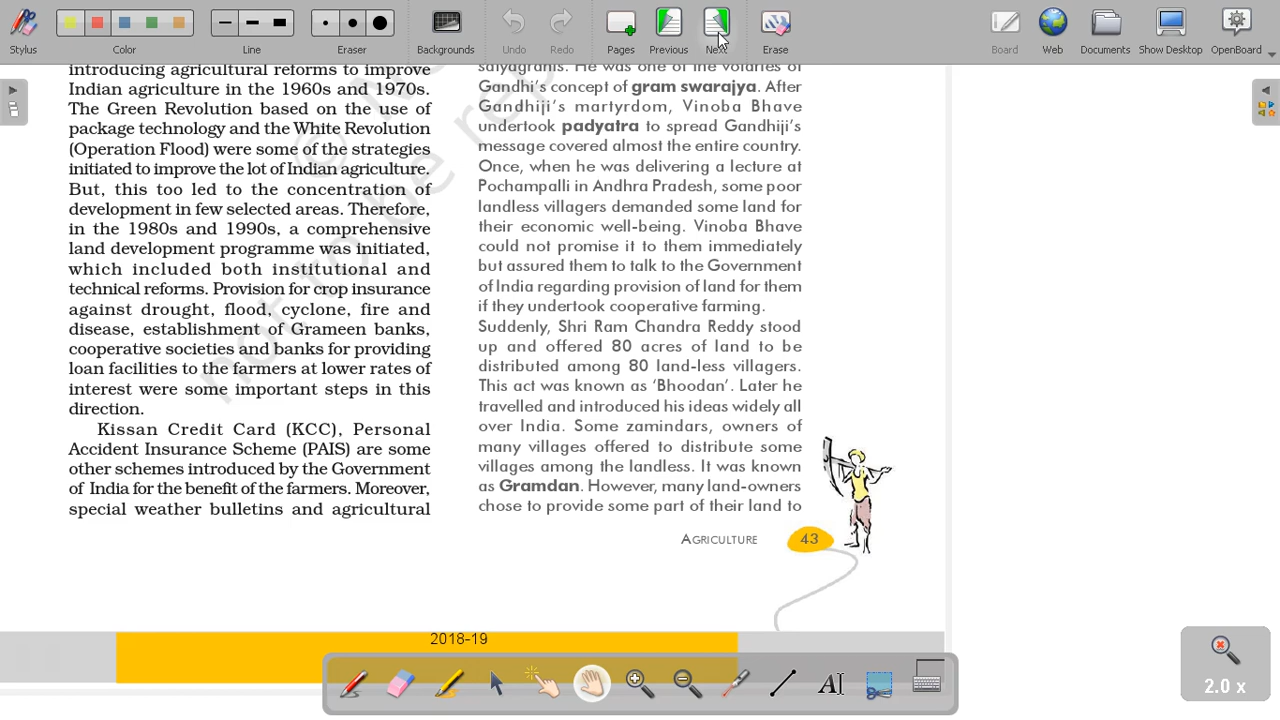 Stylus
Color
Line
Eraser
Backgrounds
Undo
Redo
Pages
Previous
Next
Erase
Board
Web
Documents
Show Desktop
OpenBoard
introducing agricultural reforms to improve
Indian agriculture in the 1960s and 1970s.
The Green Revolution based on the use of
package technology and the White Revolution
(Operation Flood) were some of the strategies
initiated to improve the lot of Indian agriculture.
But, this too led to the concentration of
development in few selected areas. Therefore,
in the 1980s and 1990s, a comprehensive
land development programme was initiated,
which included both institutional and
technical reforms. Provision for crop insurance
against drought, flood, cyclone, fire and
disease, establishment of Grameen banks,
cooperative societies and banks for providing
loan facilities to the farmers at lower rates of
interest were some important steps in this
direction.
Kissan Credit Card (KCC), Personal
Accident Insurance Scheme (PAIS) are some
other schemes introduced by the Government
of India for the benefit of the farmers. Moreover,
special weather bulletins and agricultural
satyagrahis. He was one of the votaries of
Gandhi's concept of gram swarajya. After
Gandhiji's martyrdom, Vinoba Bhave
undertook padyatra to spread Gandhiji's
message covered almost the entire country.
Once, when he was delivering a lecture at
Pochampalli in Andhra Pradesh, some poor
landless villagers demanded some land for
their economic well-being. Vinoba Bhave
could not promise it to them immediately
but assured them to talk to the Government
of India regarding provision of land for them
if they undertook cooperative farming.
Suddenly, Shri Ram Chandra Reddy stood
up and offered 80 acres of land to be
distributed among 80 land-less villagers.
This act was known as 'Bhoodan'. Later he
travelled and introduced his ideas widely all
over India. Some zamindars, owners of
many villages offered to distribute some
villages among the landless. It was known
as Gramdan. However, many land-owners
chose to provide some part of their land to
AGRICULTURE 43
2018-19
2.0 x
© N
not to be rep